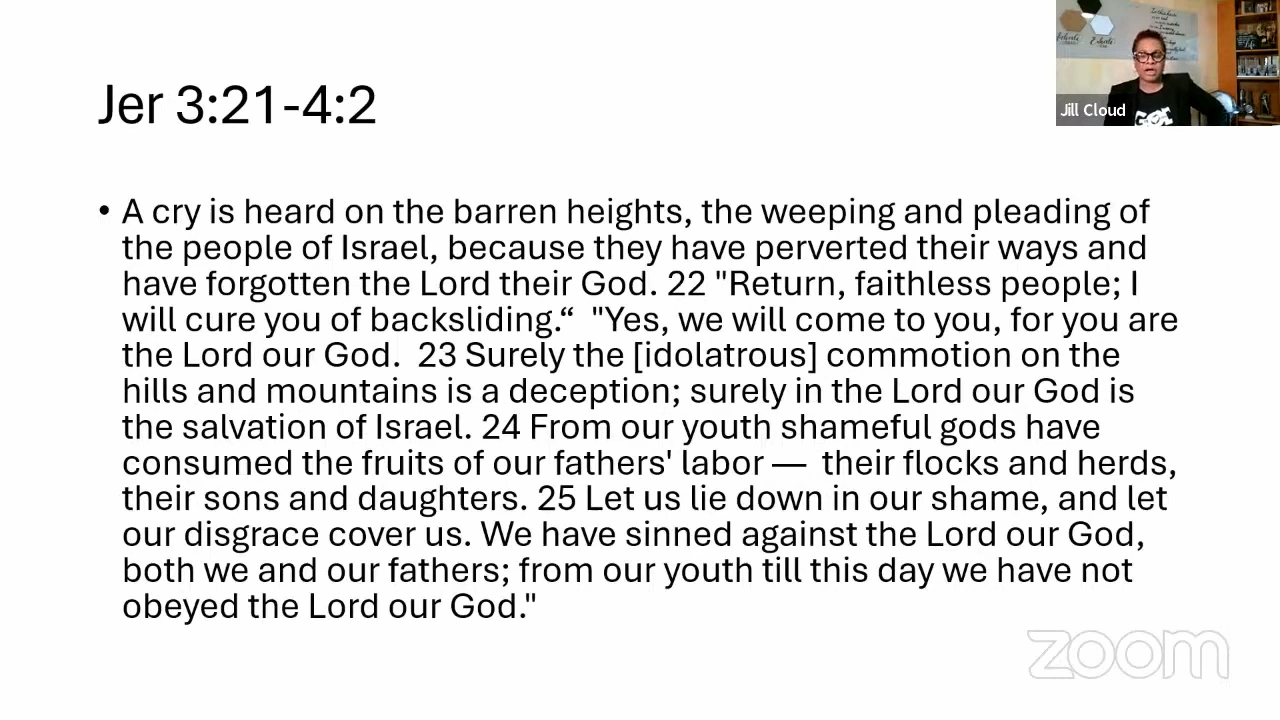 Jer 3:21-4:2
Jill Cloud
• A cry is heard on the barren heights, the weeping and pleading of
the people of Israel, because they have perverted their ways and
have forgotten the Lord their God. 22 "Return, faithless people; I
will cure you of backsliding.“  "Yes, we will come to you, for you are
the Lord our God.  23 Surely the [idolatrous] commotion on the
hills and mountains is a deception; surely in the Lord our God is
the salvation of Israel. 24 From our youth shameful gods have
consumed the fruits of our fathers' labor —  their flocks and herds,
their sons and daughters. 25 Let us lie down in our shame, and let
our disgrace cover us. We have sinned against the Lord our God,
both we and our fathers; from our youth till this day we have not
obeyed the Lord our God."
zoom